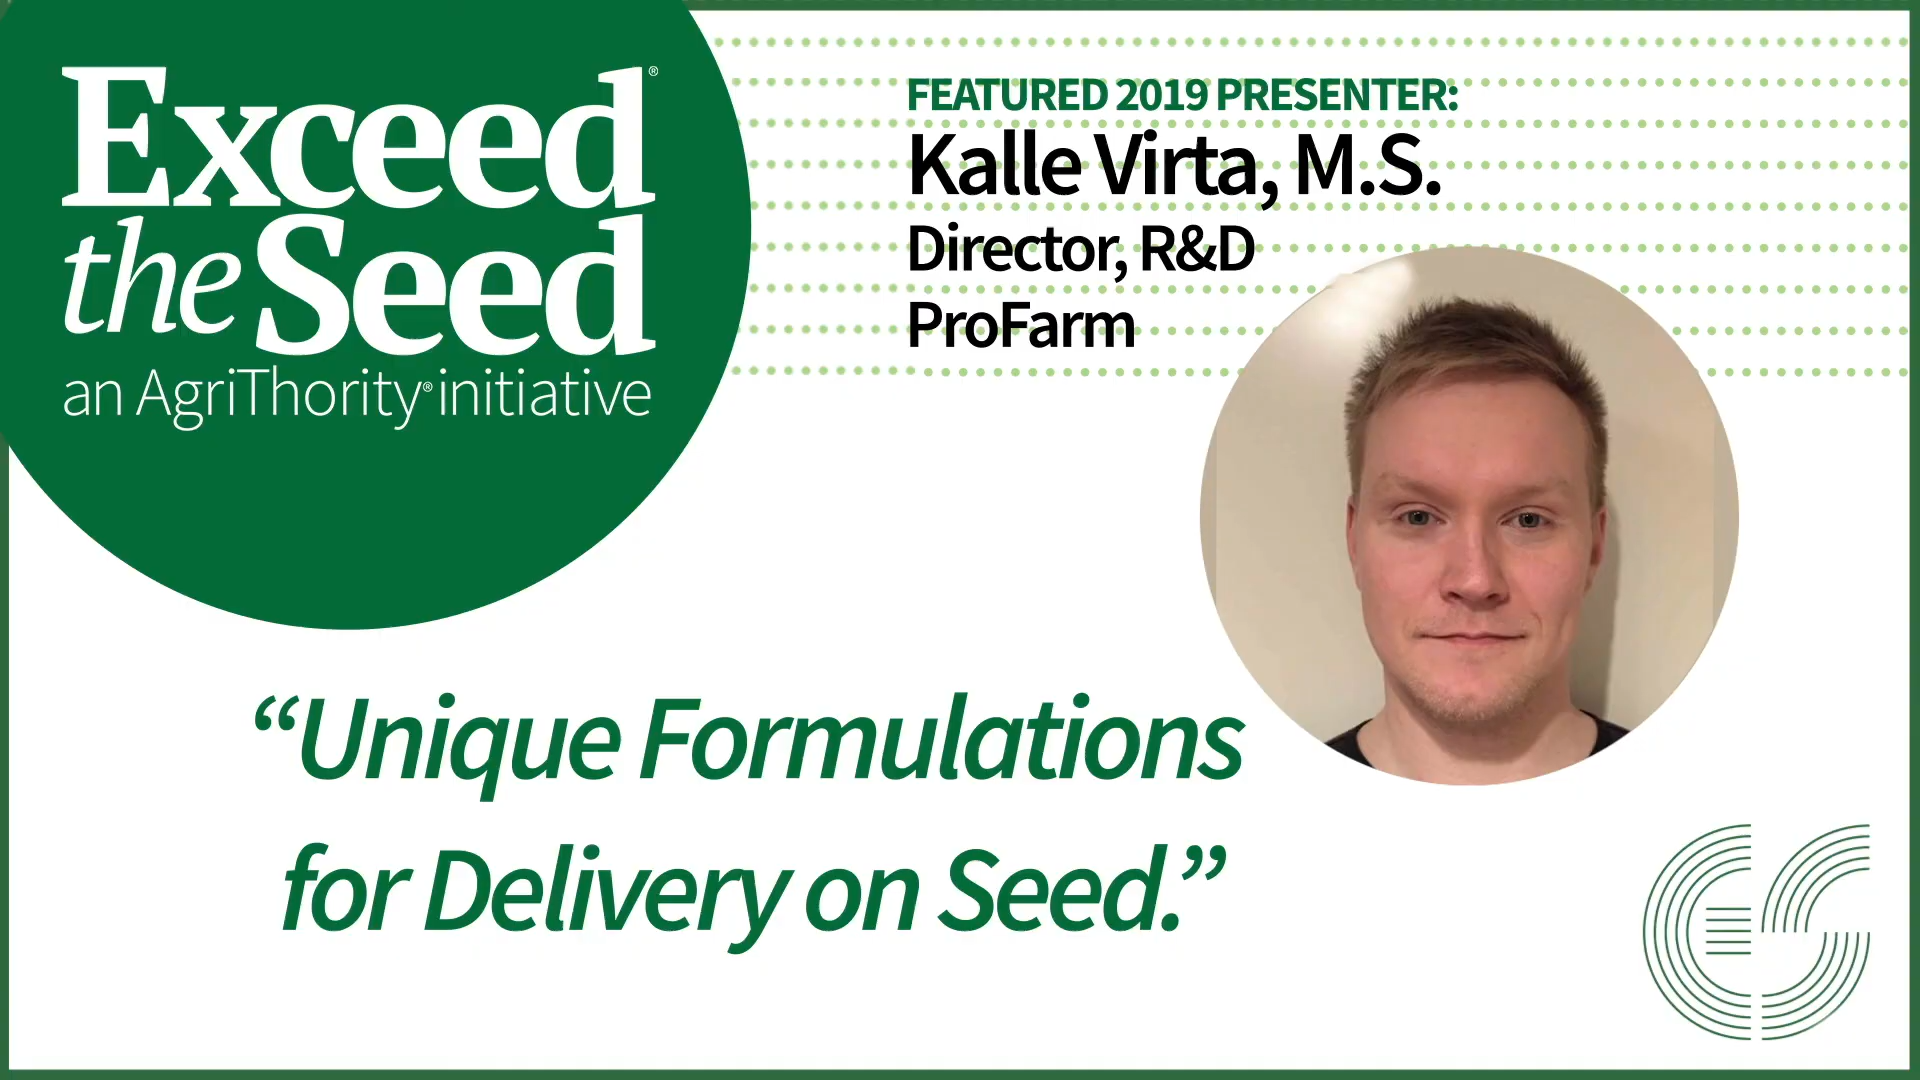 Exceed®
the Seed
an AgriThority® initiative
FEATURED 2019 PRESENTER:
Kalle Virta, M.S.
Director, R&D
ProFarm
“Unique Formulations
for Delivery on Seed.”